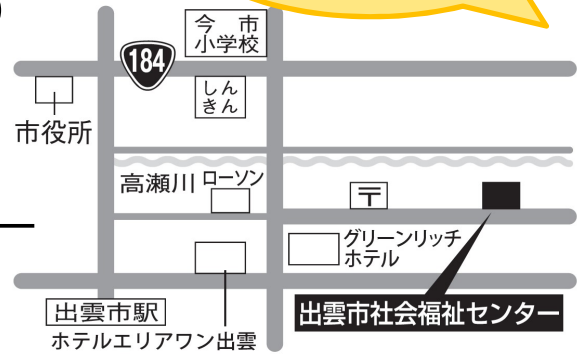 今市
小学校
184
しん
きん
市役所
高瀬川
ローソン
〒
グリーンリッチ
ホテル
出雲市社会福祉センター
出雲市駅
ホテルエリアワン出雲